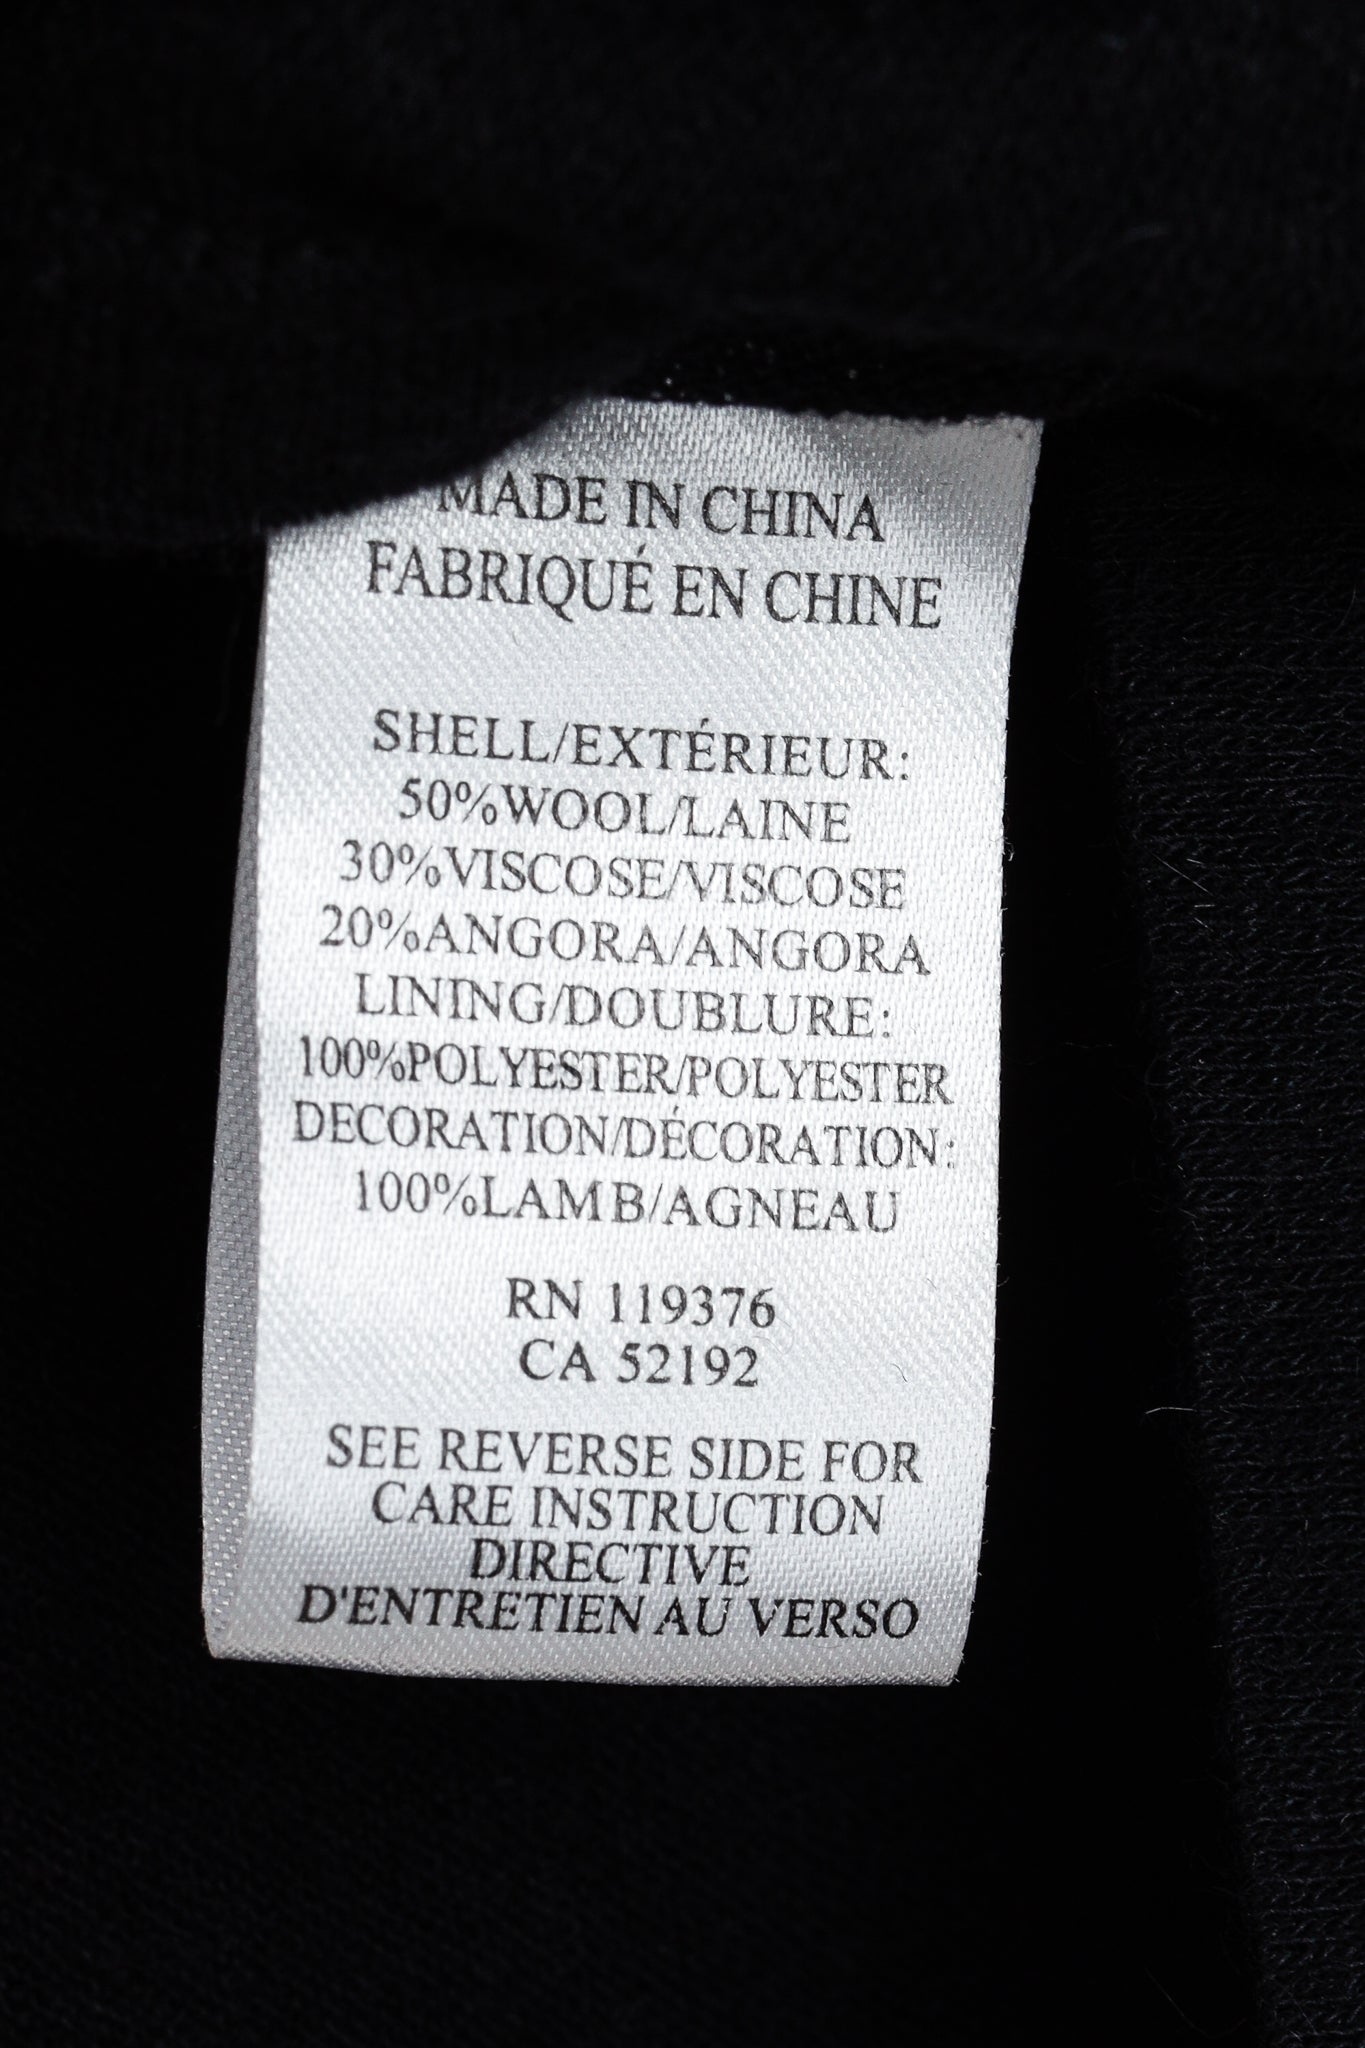 MADE IN CHINA
FABRIQUÉ EN CHINE
SHELL/EXTÉRIEUR:
50%WOOL/LAINE
30%VISCOSE/VISCOSE
20%ANGORA/ANGORA
LINING/DOUBLURE:
100%POLYESTER/POLYESTER
DECORATION/DÉCORATION:
100%LAMB/AGNEAU
RN 119376
CA 52192
SEE REVERSE SIDE FOR
CARE INSTRUCTION
DIRECTIVE
D'ENTRETIEN AU VERSO